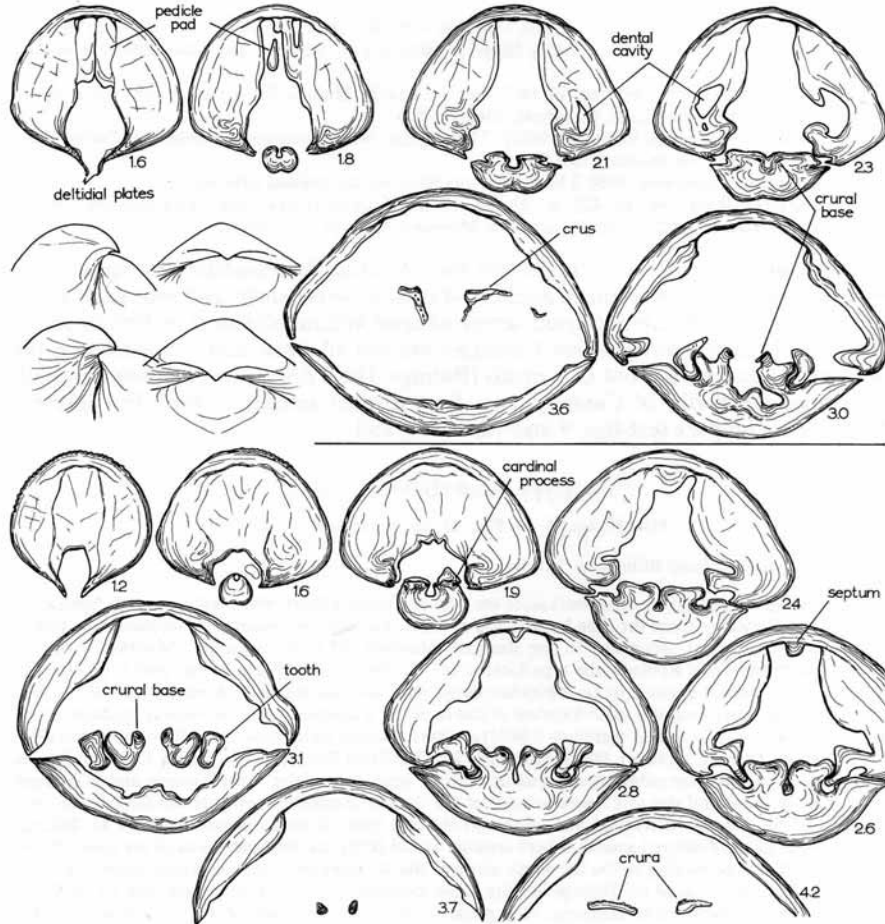 pedicle
pad
1.6
1.8
deltidial plates
dental
cavity
2.1
2.3
crural
base
crus
3.6
3.0
1.2
1.6
cardinal
process
1.9
2.4
septum
crural base
tooth
3.1
2.8
2.6
3.7
crura
4.2